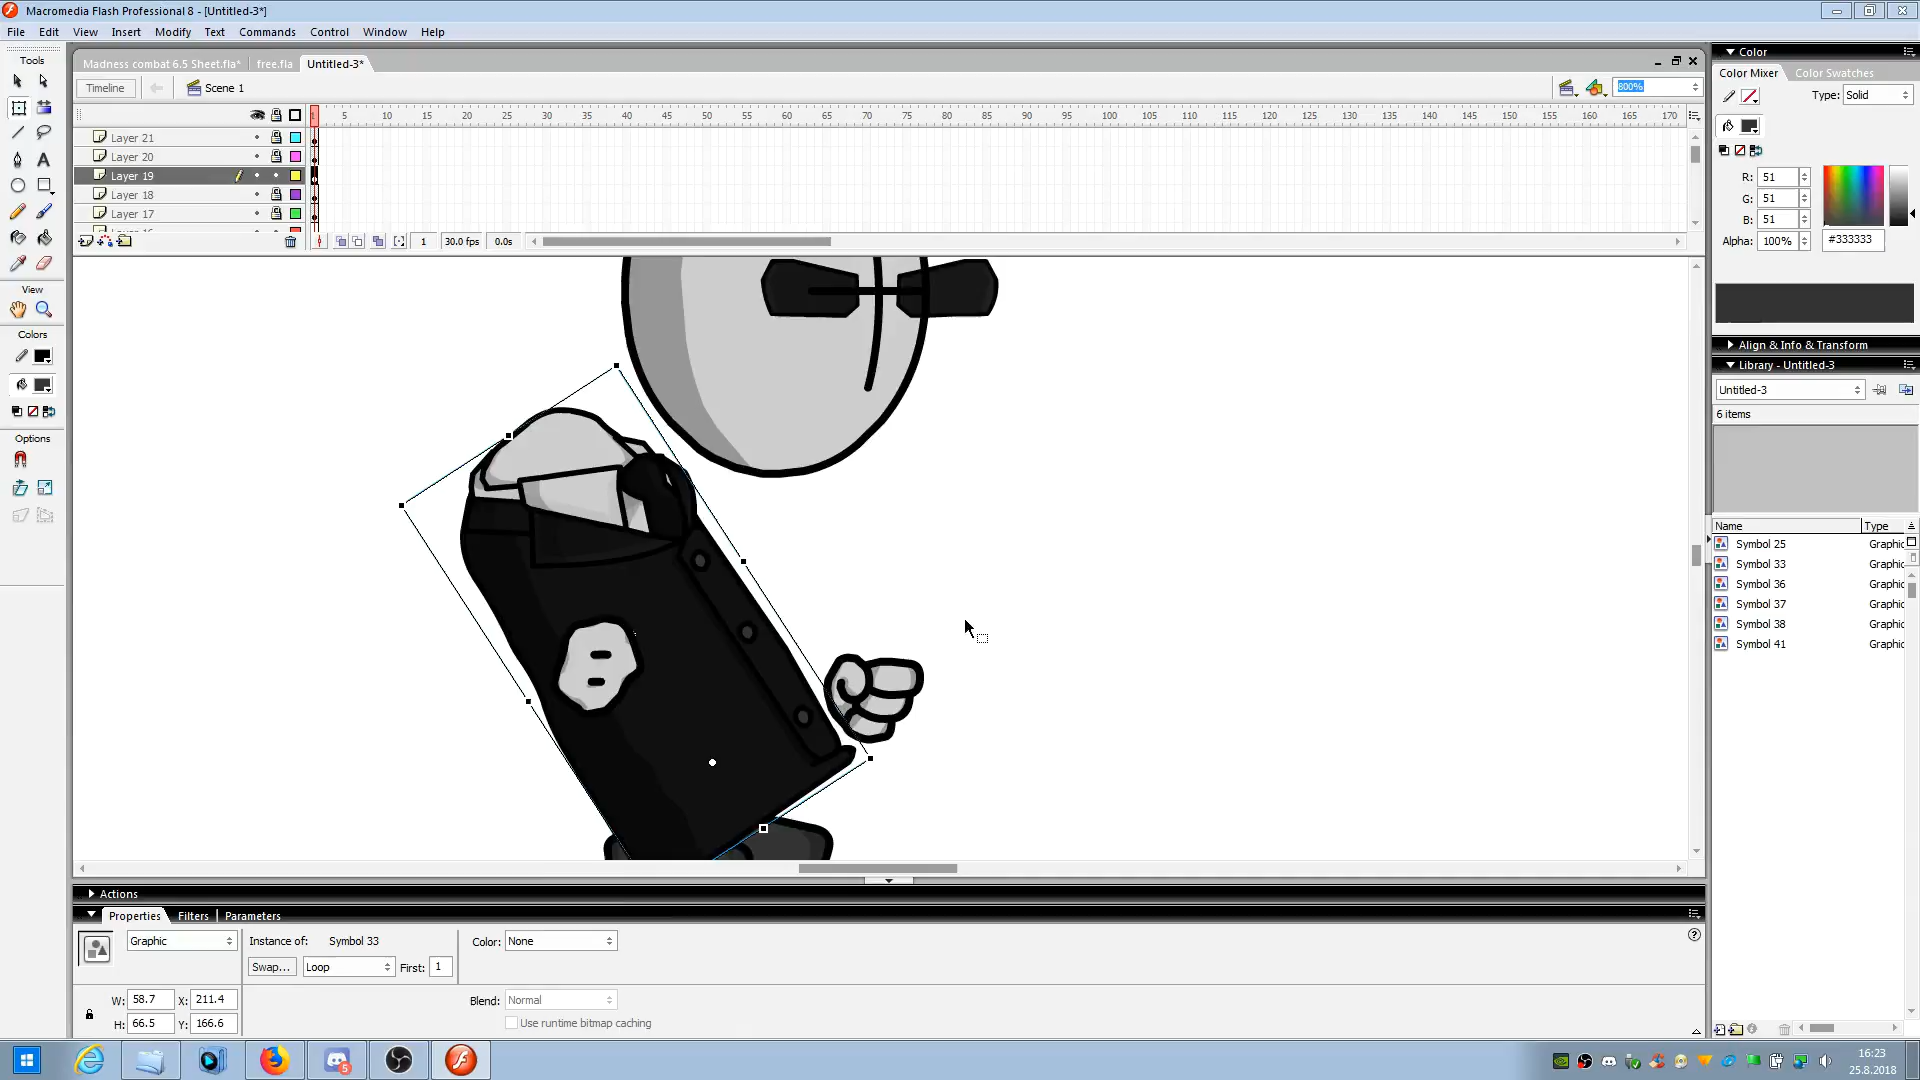 Macromedia Flash Professional 8 - [Untitled-3*]
File Edit View Insert Modify Text Commands Control Window Help
Tools
View
Colors
Options
Madness combat 6.5 Sheet.fla* free.fla Untitled-3*
Timeline Scene 1 800%
1 5 10 15 20 25 30 35 40 45 50 55 60 65 70 75 80 85 90 95 100 105 110 115 120 125 130 135 140 145 150 155 160 165 170
Layer 21
Layer 20
Layer 19
Layer 18
Layer 17
1 30.0 fps 0.0s
Color
Color Mixer Color Swatches
Type: Solid
R: 51
G: 51
B: 51
Alpha: 100% #333333
Align & Info & Transform
Library - Untitled-3
Untitled-3
6 items
Name Type
Symbol 25 Graphic
Symbol 33 Graphic
Symbol 36 Graphic
Symbol 37 Graphic
Symbol 38 Graphic
Symbol 41 Graphic
Actions
Properties Filters Parameters
Graphic Instance of: Symbol 33 Color: None
Swap... Loop First: 1
W: 58.7 X: 211.4 Blend: Normal
H: 66.5 Y: 166.6 Use runtime bitmap caching
5
16:23
25.8.2018